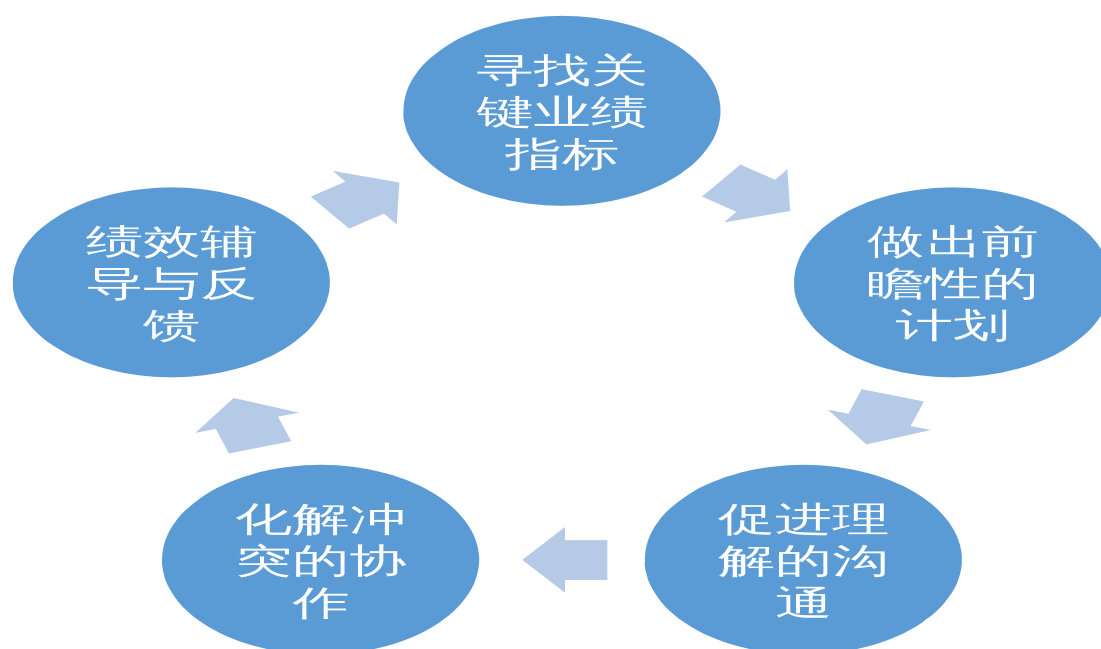 寻找关
键业绩
指标
做出前
瞻性的
计划
促进理
解的沟
通
化解冲
突的协
作
绩效辅
导与反
馈